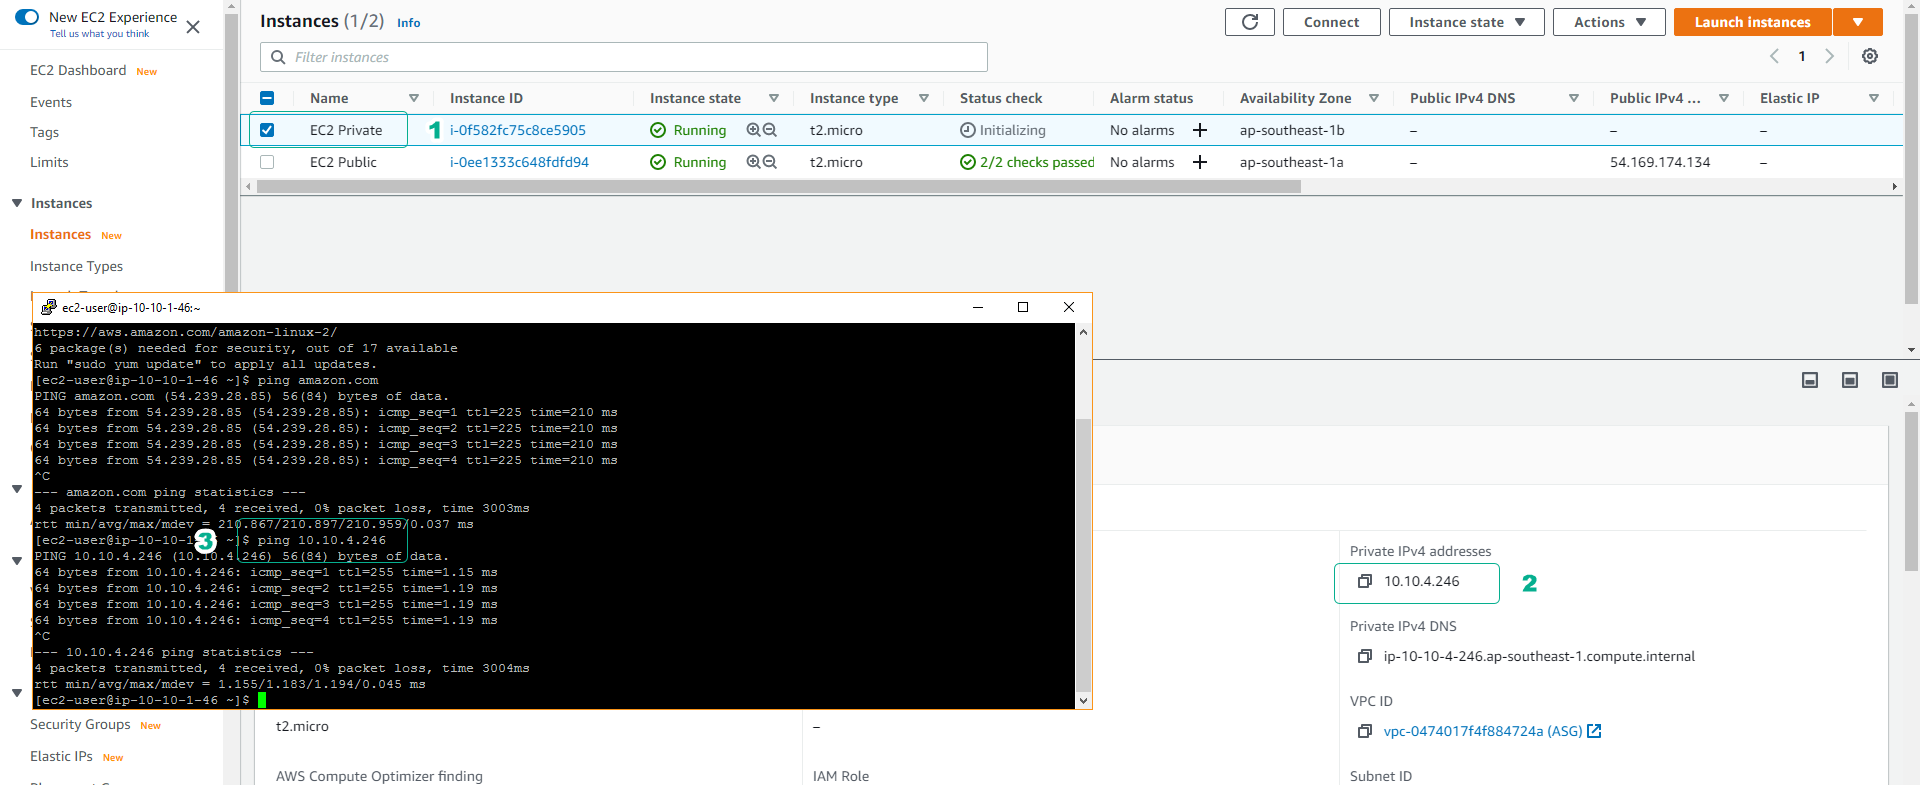 New EC2 Experience
Tell us what you think
EC2 Dashboard New
Events
Tags
Limits
Instances
Instances New
Instance Types
Security Groups New
Elastic IPs New
Instances (1/2) Info
Connect
Instance state
Actions
Launch instances
Filter instances
1
Name Instance ID Instance state Instance type Status check Alarm status Availability Zone Public IPv4 DNS Public IPv4 ... Elastic IP
EC2 Private 1 i-0f582fc75c8ce5905 Running t2.micro Initializing No alarms + ap-southeast-1b – – –
EC2 Public i-0ee1333c648fdfd94 Running t2.micro 2/2 checks passed No alarms + ap-southeast-1a – 54.169.174.134 –
ec2-user@ip-10-10-1-46:~
https://aws.amazon.com/amazon-linux-2/
6 package(s) needed for security, out of 17 available
Run "sudo yum update" to apply all updates.
[ec2-user@ip-10-10-1-46 ~]$ ping amazon.com
PING amazon.com (54.239.28.85) 56(84) bytes of data.
64 bytes from 54.239.28.85 (54.239.28.85): icmp_seq=1 ttl=225 time=210 ms
64 bytes from 54.239.28.85 (54.239.28.85): icmp_seq=2 ttl=225 time=210 ms
64 bytes from 54.239.28.85 (54.239.28.85): icmp_seq=3 ttl=225 time=210 ms
64 bytes from 54.239.28.85 (54.239.28.85): icmp_seq=4 ttl=225 time=210 ms
^C
--- amazon.com ping statistics ---
4 packets transmitted, 4 received, 0% packet loss, time 3003ms
rtt min/avg/max/mdev = 210.867/210.897/210.959/0.037 ms
[ec2-user@ip-10-10-1 3 ~]$ ping 10.10.4.246
PING 10.10.4.246 (10.10.4.246) 56(84) bytes of data.
64 bytes from 10.10.4.246: icmp_seq=1 ttl=255 time=1.15 ms
64 bytes from 10.10.4.246: icmp_seq=2 ttl=255 time=1.19 ms
64 bytes from 10.10.4.246: icmp_seq=3 ttl=255 time=1.19 ms
64 bytes from 10.10.4.246: icmp_seq=4 ttl=255 time=1.19 ms
^C
--- 10.10.4.246 ping statistics ---
4 packets transmitted, 4 received, 0% packet loss, time 3004ms
rtt min/avg/max/mdev = 1.155/1.183/1.194/0.045 ms
[ec2-user@ip-10-10-1-46 ~]$
Private IPv4 addresses
10.10.4.246 2
Private IPv4 DNS
ip-10-10-4-246.ap-southeast-1.compute.internal
VPC ID
vpc-0474017f4f884724a (ASG)
t2.micro
–
AWS Compute Optimizer finding
IAM Role
Subnet ID